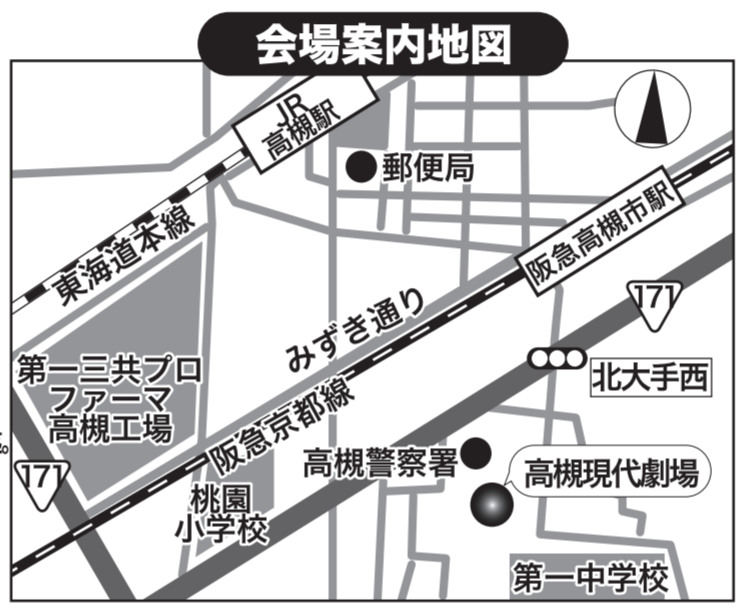 会場案内地図
JR
高槻駅
郵便局
阪急高槻市駅
東海道本線
171
みずき通り
北大手西
第一三共プロ
ファーマ
高槻工場
阪急京都線
高槻警察署
高槻現代劇場
171
桃園
小学校
第一中学校